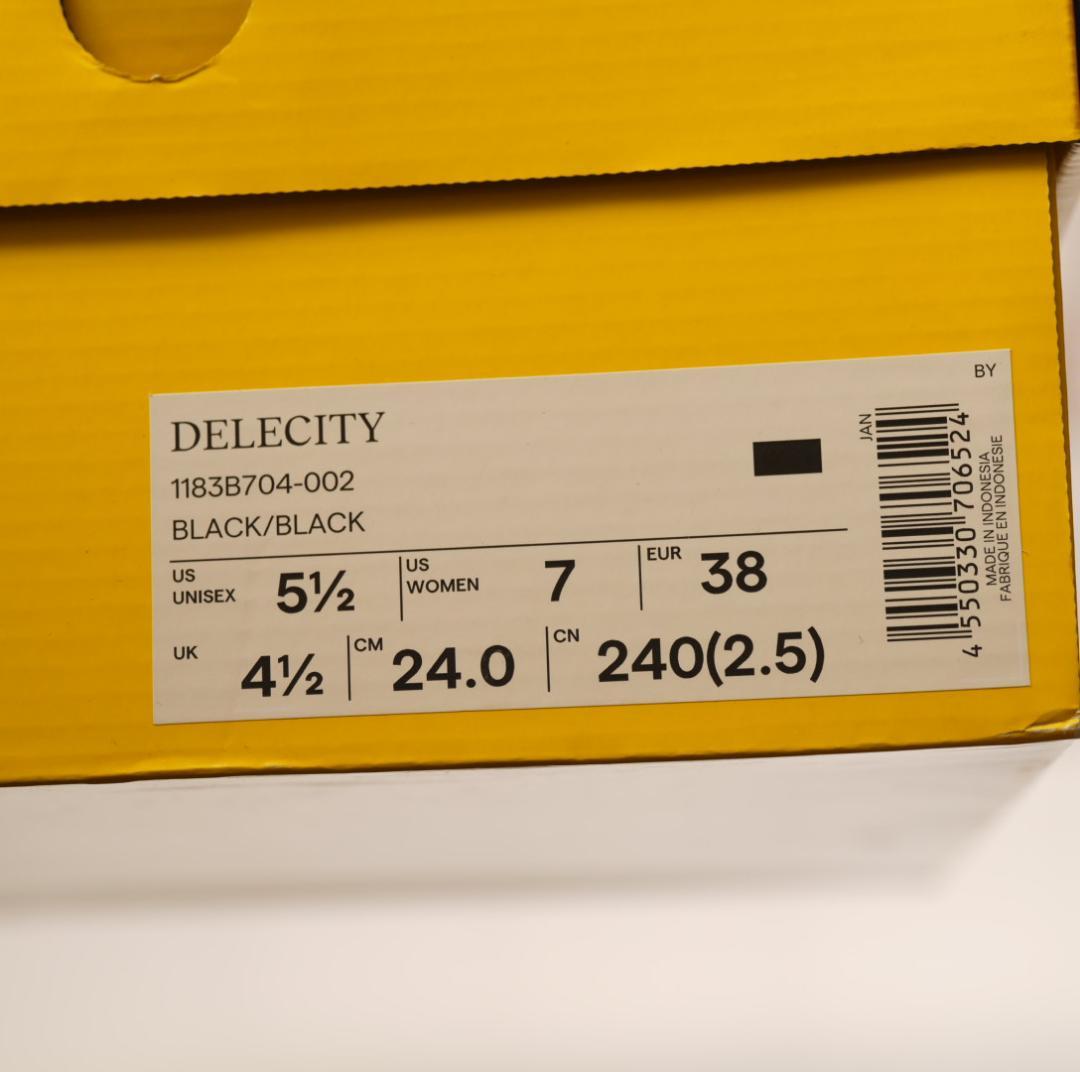 DELECITY
1183B704-002
BLACK/BLACK
US UNISEX 5½
US WOMEN 7
EUR 38
UK 4½
CM 24.0
CN 240(2.5)
BY
JAN
4 550330 706524
MADE IN INDONESIA
FABRIQUE EN INDONESIE